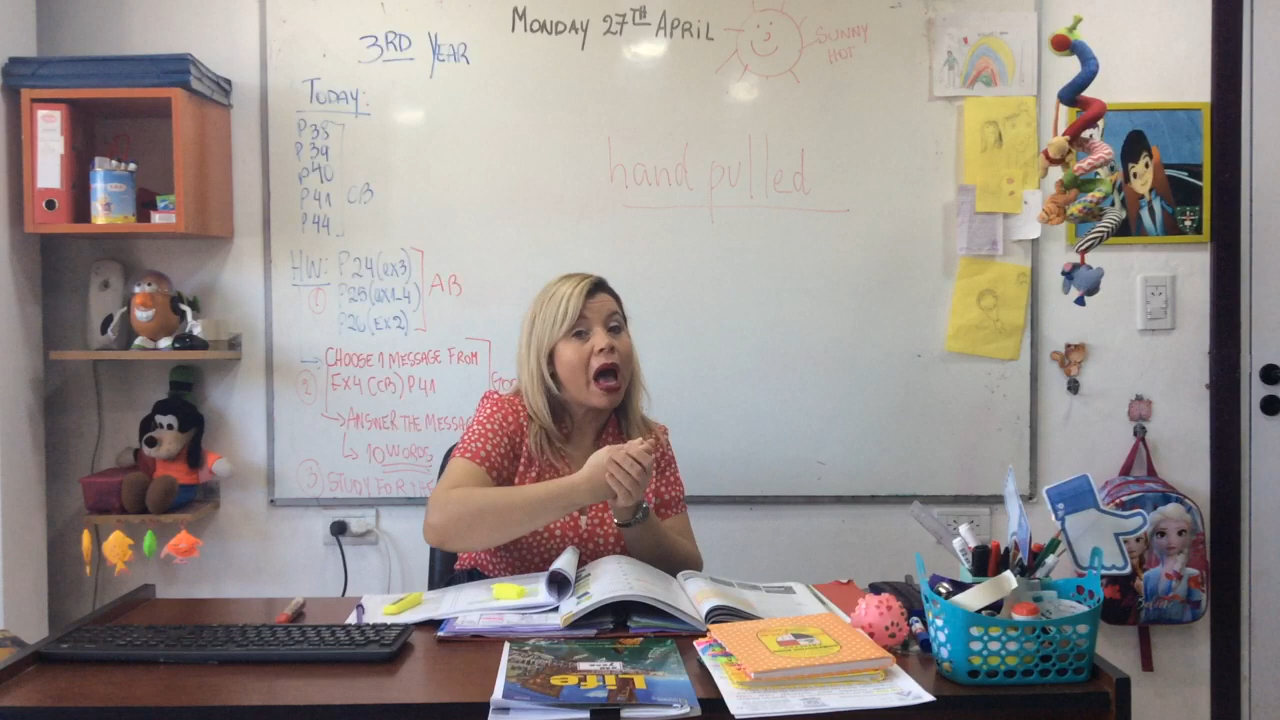 MONDAY 27TH APRIL
SUNNY
HOT
3RD YEAR
TODAY:
P38
P39
P40
P41
P44
CB
hand pulled
HW:
1
P24(ex3)
P25(ex1-4)
P26(Ex2)
AB
2
CHOOSE 1 MESSAGE FROM
EX4 (CB) P41
ANSWER THE MESSAGE
10 WORDS
3 STUDY FOR
Life